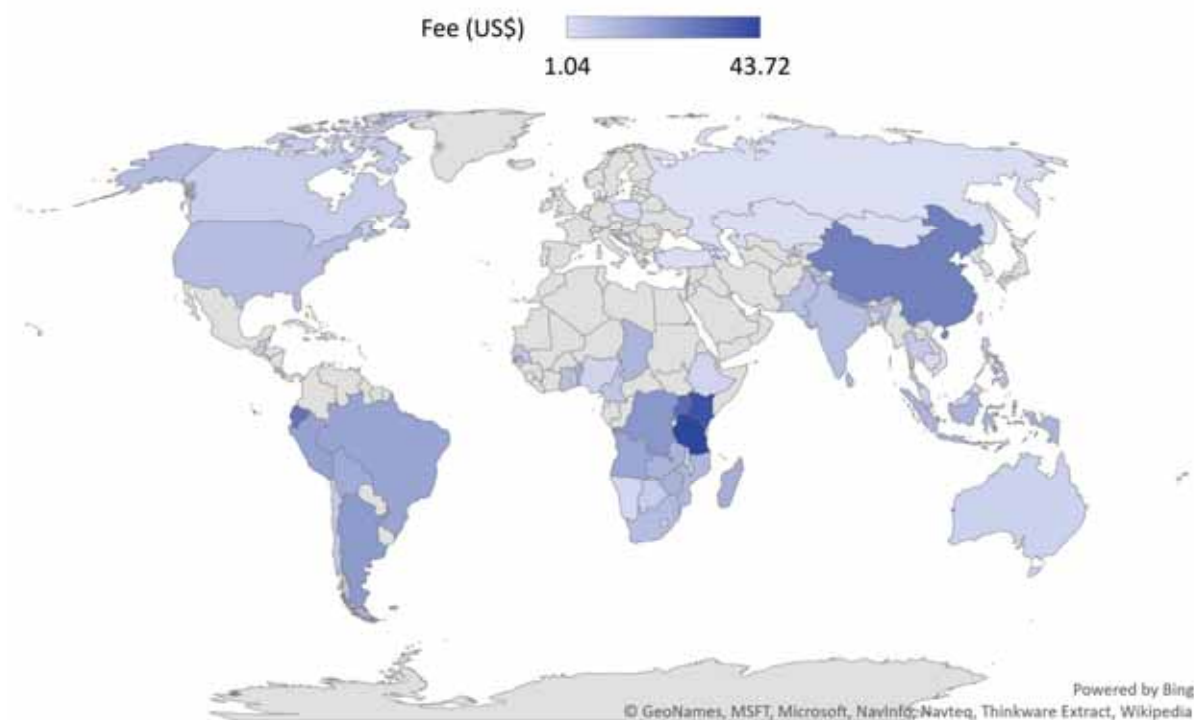 Fee (US$)
1.04 43.72
Powered by Bing
© GeoNames, MSFT, Microsoft, NavInfo, Navteq, Thinkware Extract, Wikipedia